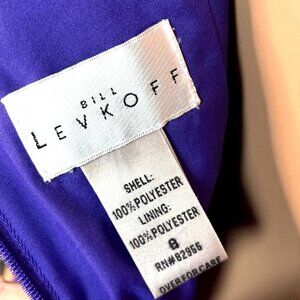 BILL
LEVKOFF
SHELL:
100% POLYESTER
LINING:
100% POLYESTER
8
RN#82955
OVER FOR CARE